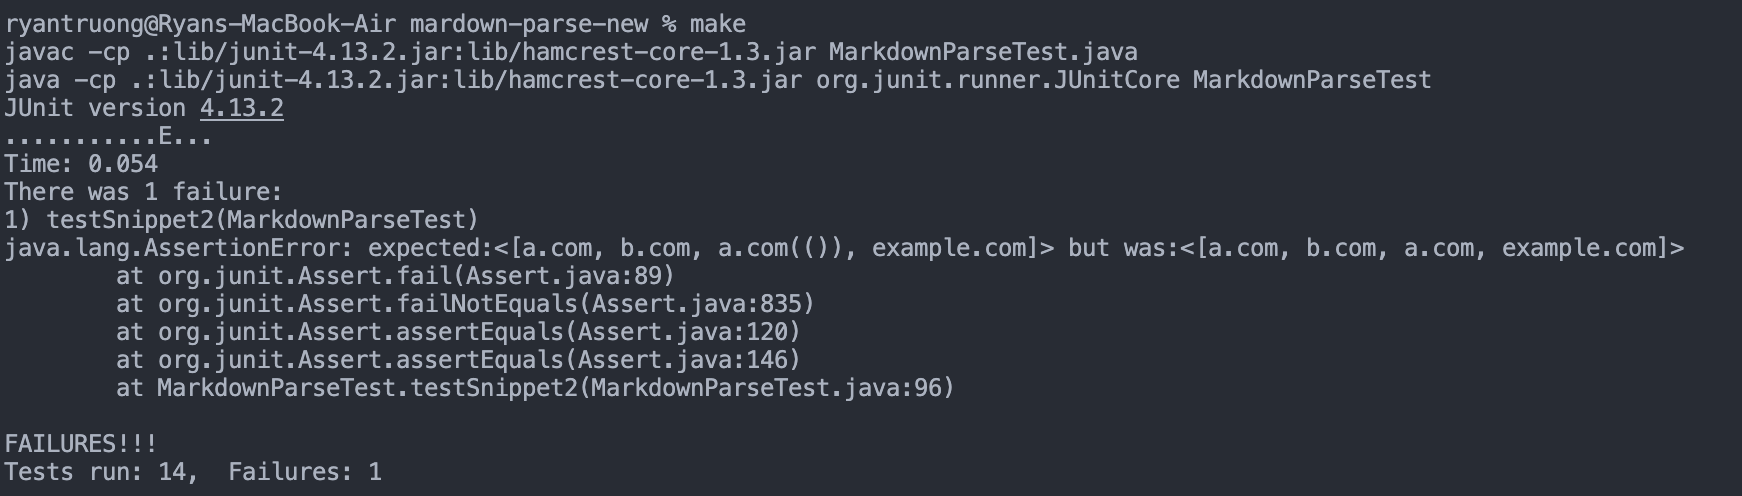 ryantruong@Ryans-MacBook-Air mardown-parse-new % make
javac -cp .:lib/junit-4.13.2.jar:lib/hamcrest-core-1.3.jar MarkdownParseTest.java
java -cp .:lib/junit-4.13.2.jar:lib/hamcrest-core-1.3.jar org.junit.runner.JUnitCore MarkdownParseTest
JUnit version 4.13.2
...........E...
Time: 0.054
There was 1 failure:
1) testSnippet2(MarkdownParseTest)
java.lang.AssertionError: expected:<[a.com, b.com, a.com(()), example.com]> but was:<[a.com, b.com, a.com, example.com]>
        at org.junit.Assert.fail(Assert.java:89)
        at org.junit.Assert.failNotEquals(Assert.java:835)
        at org.junit.Assert.assertEquals(Assert.java:120)
        at org.junit.Assert.assertEquals(Assert.java:146)
        at MarkdownParseTest.testSnippet2(MarkdownParseTest.java:96)

FAILURES!!!
Tests run: 14,  Failures: 1